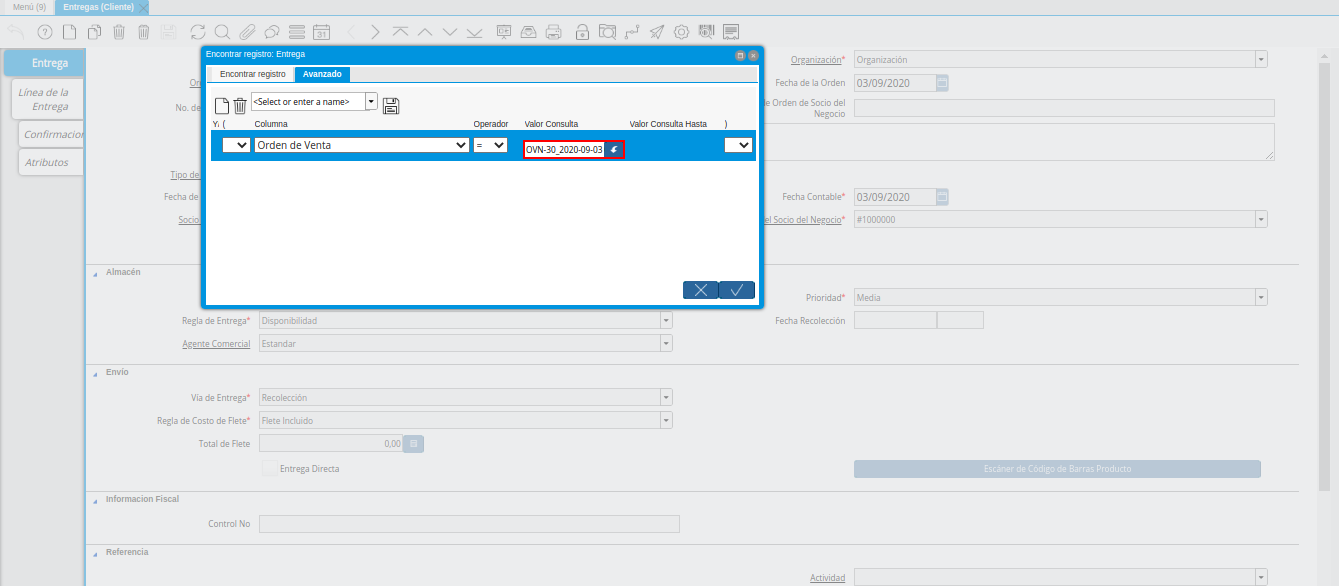 Menú (9)
Entregas (Cliente)
31
Entrega
Línea de la
Entrega
Confirmacion
Atributos
Encontrar registro: Entrega
Encontrar registro
Avanzado
<Select or enter a name>
( Columna Operador Valor Consulta Valor Consulta Hasta )
Orden de Venta = OVN-30_2020-09-03
Organización* Organización
Fecha de la Orden 03/09/2020
No. de
de Orden de Socio del
Negocio
Tipo de
Fecha de
Fecha Contable* 03/09/2020
Socio
el Socio del Negocio* #1000000
Almacén
Prioridad* Media
Regla de Entrega* Disponibilidad
Fecha Recolección
Agente Comercial Estandar
Envío
Vía de Entrega* Recolección
Regla de Costo de Flete* Flete Incluido
Total de Flete 0,00
Entrega Directa
Escáner de Código de Barras Producto
Informacion Fiscal
Control No
Referencia
Actividad